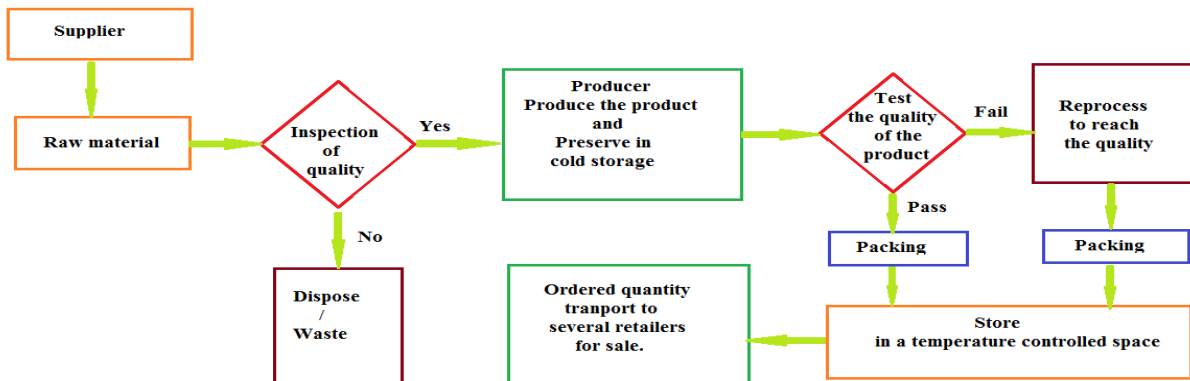 Supplier
Raw material
Inspection
of
quality
Yes
No
Dispose
/
Waste
Producer
Produce the product
and
Preserve in
cold storage
Test
the quality
of the
product
Fail
Reprocess
to reach
the quality
Pass
Packing
Packing
Store
in a temperature controlled space
Ordered quantity
tranport to
several retailers
for sale.